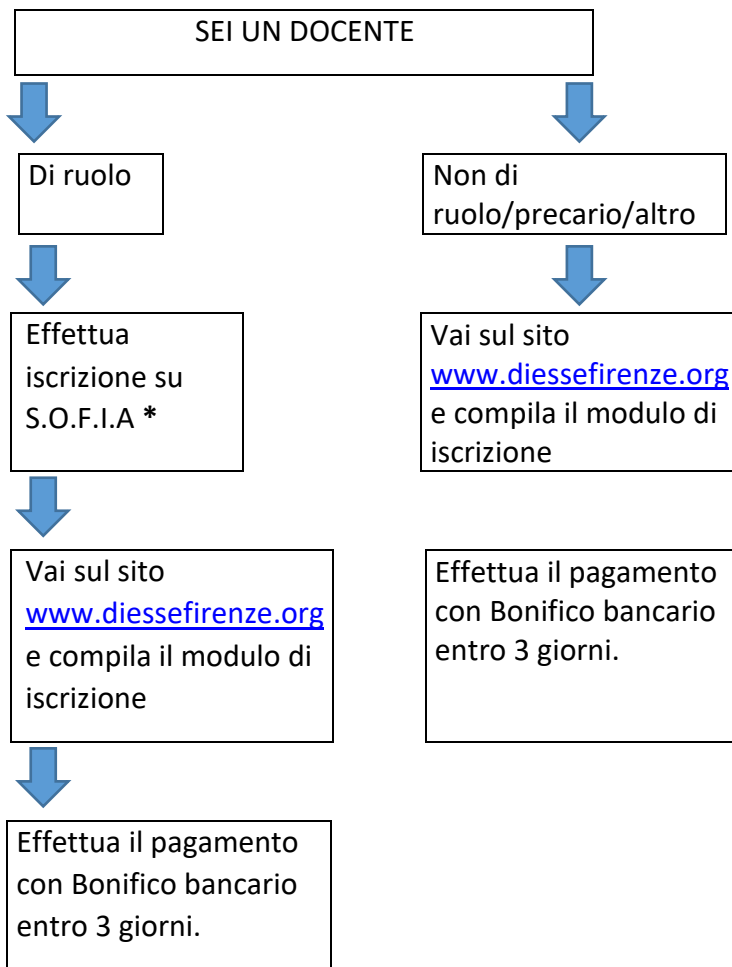 SEI UN DOCENTE
Di ruolo
Non di
ruolo/precario/altro
Effettua
iscrizione su
S.O.F.I.A *
Vai sul sito
www.diessefirenze.org
e compila il modulo di
iscrizione
Vai sul sito
www.diessefirenze.org
e compila il modulo di
iscrizione
Effettua il pagamento
con Bonifico bancario
entro 3 giorni.
Effettua il pagamento
con Bonifico bancario
entro 3 giorni.